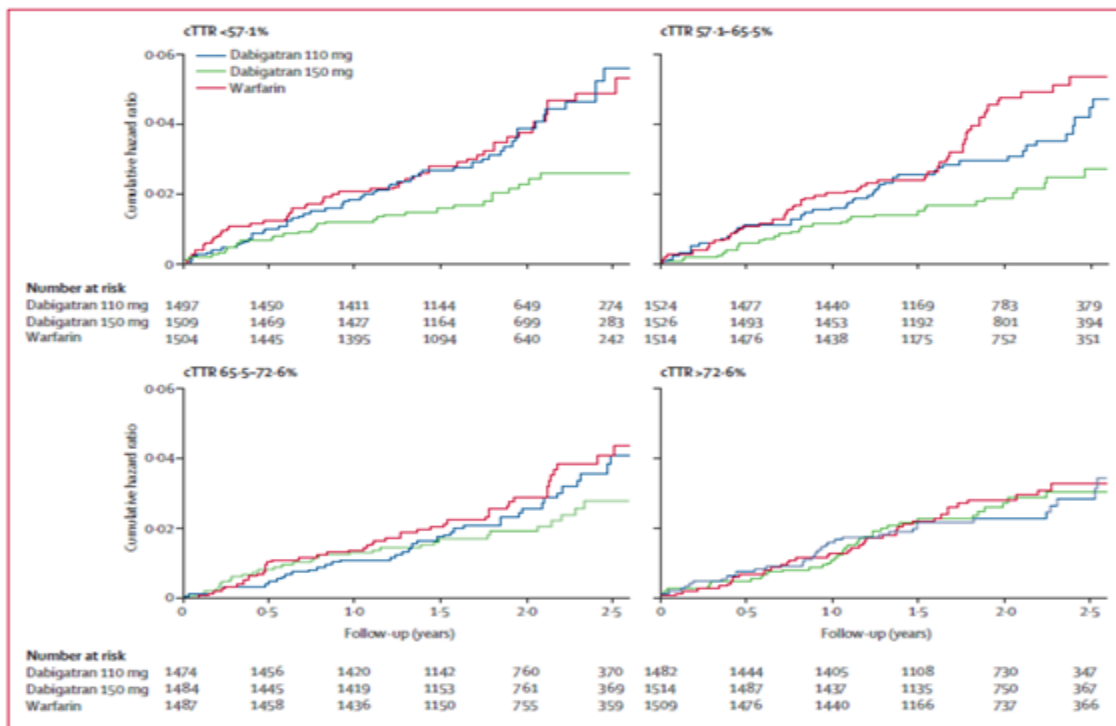 cTTR <57·1%
cTTR 57·1–65·5%
0·06
Dabigatran 110 mg
Dabigatran 150 mg
Warfarin
0·04
Cumulative hazard ratio
0·02
0
Number at risk
Dabigatran 110 mg 1497 1450 1411 1144 649 274 1524 1477 1440 1169 783 379
Dabigatran 150 mg 1509 1469 1427 1164 699 283 1526 1493 1453 1192 801 394
Warfarin 1504 1445 1395 1094 640 242 1514 1476 1438 1175 752 351
cTTR 65·5–72·6%
cTTR >72·6%
0·06
0·04
Cumulative hazard ratio
0·02
0
0 0·5 1·0 1·5 2·0 2·5 0 0·5 1·0 1·5 2·0 2·5
Follow-up (years) Follow-up (years)
Number at risk
Dabigatran 110 mg 1474 1456 1420 1142 760 370 1482 1444 1405 1108 730 347
Dabigatran 150 mg 1484 1445 1419 1153 761 369 1514 1487 1437 1135 750 367
Warfarin 1487 1458 1436 1150 755 359 1509 1476 1440 1166 737 366